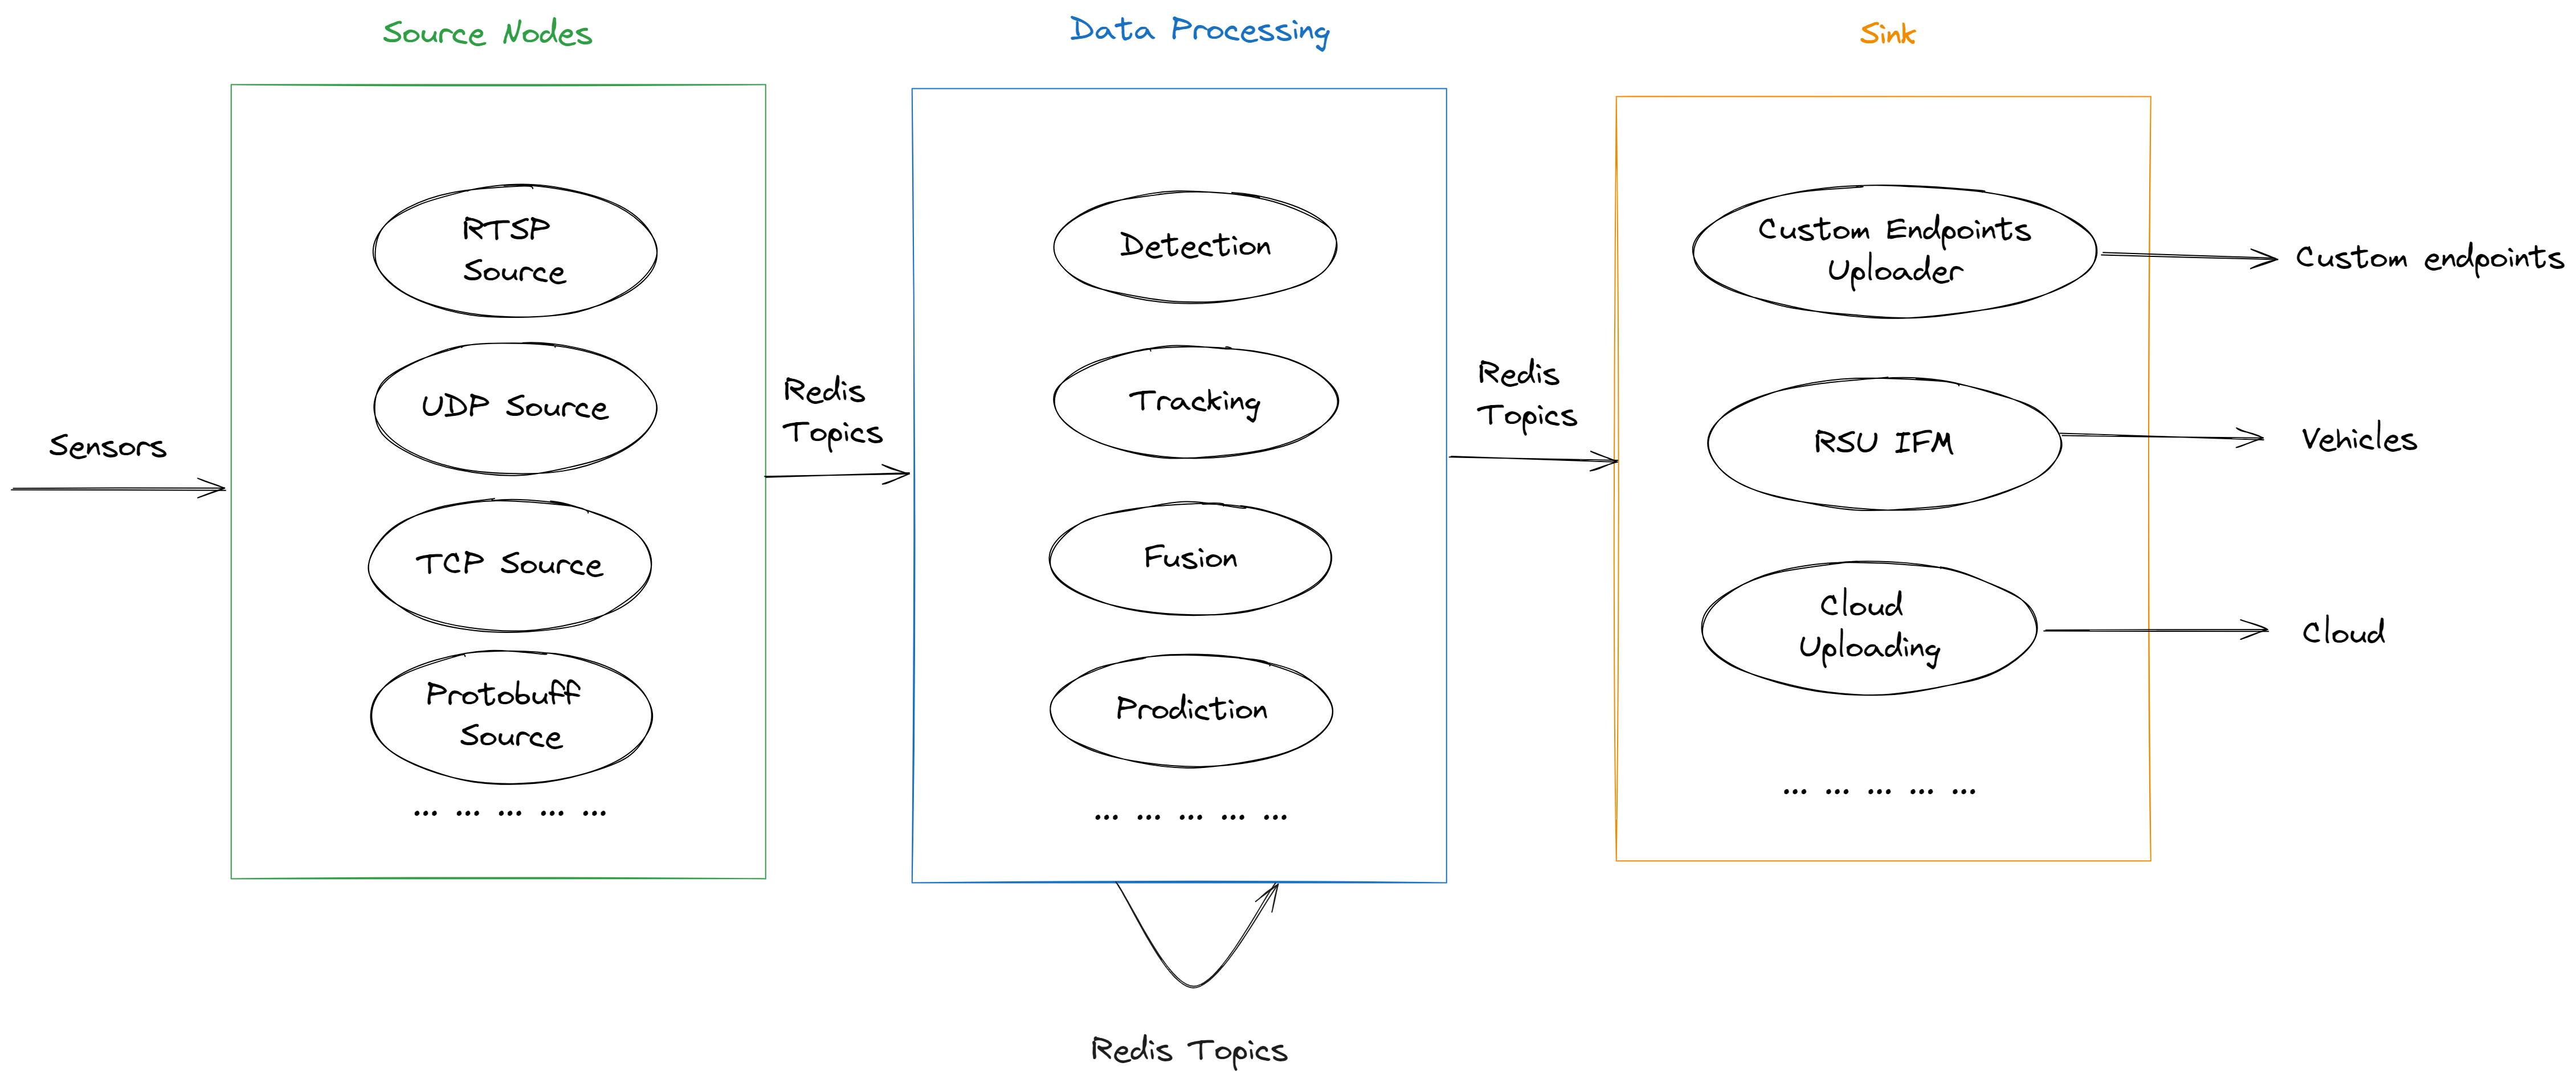 Source Nodes
Data Processing
Sink
Sensors
RTSP
Source
UDP Source
TCP Source
Protobuff
Source
... ... ... ... ...
Redis
Topics
Detection
Tracking
Fusion
Prodiction
... ... ... ... ...
Redis Topics
Redis
Topics
Custom Endpoints
Uploader
RSU IFM
Cloud
Uploading
... ... ... ... ...
Custom endpoints
Vehicles
Cloud